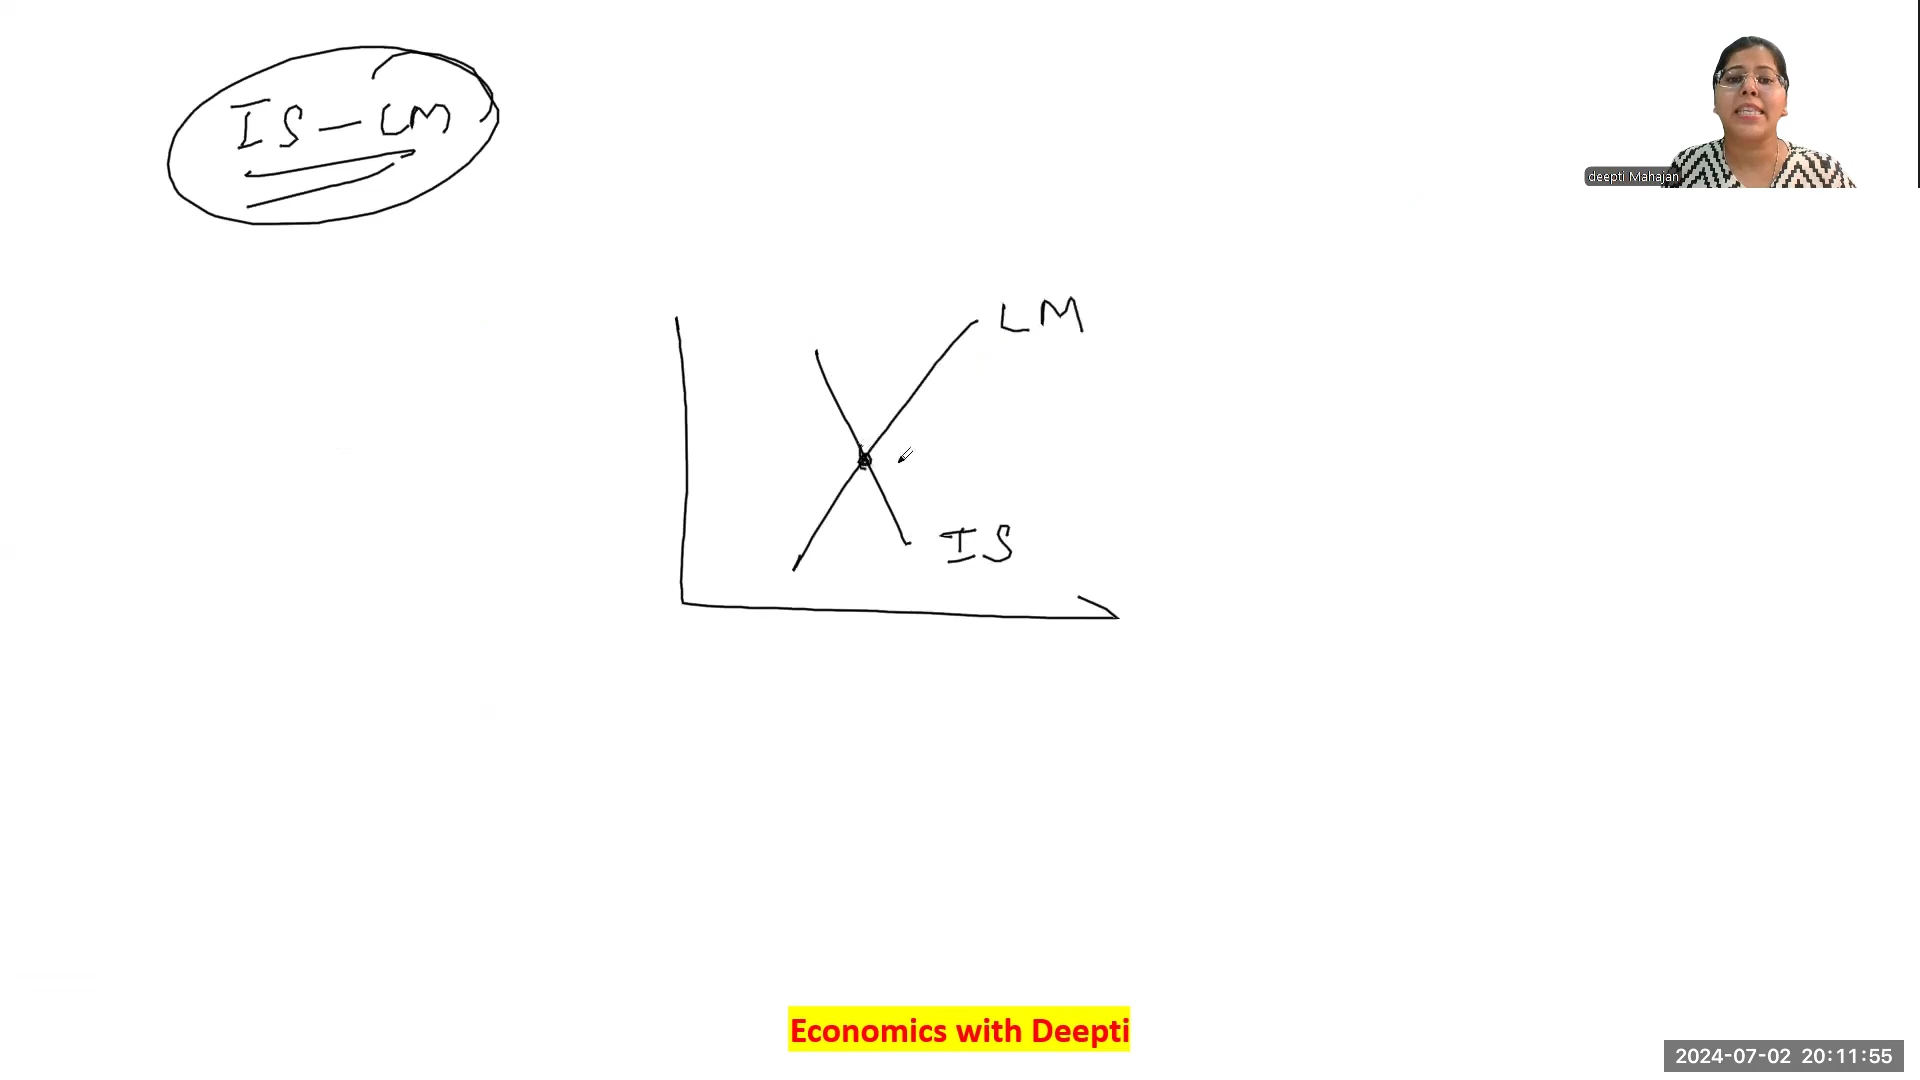 IS-LM
deepti Mahajan
LM
IS
Economics with Deepti
2024-07-02 20:11:55